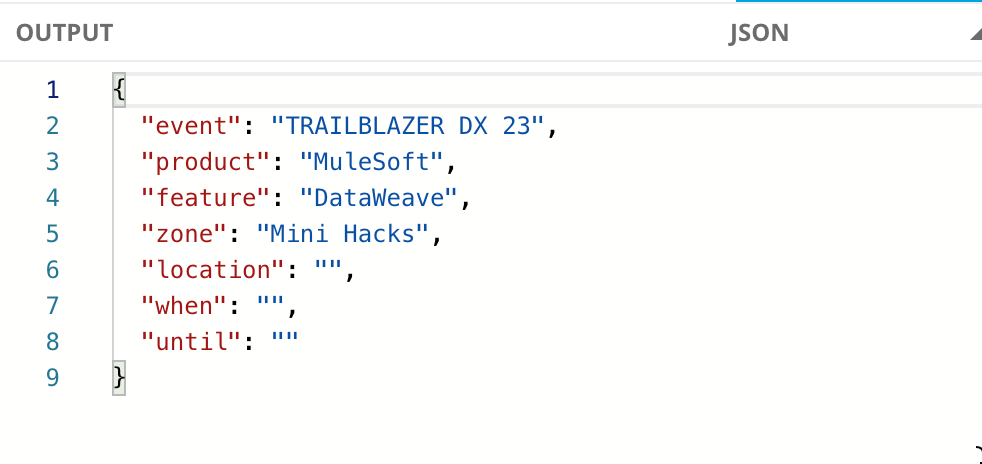 OUTPUT JSON
1 {
2 "event": "TRAILBLAZER DX 23",
3 "product": "MuleSoft",
4 "feature": "DataWeave",
5 "zone": "Mini Hacks",
6 "location": "",
7 "when": "",
8 "until": ""
9 }